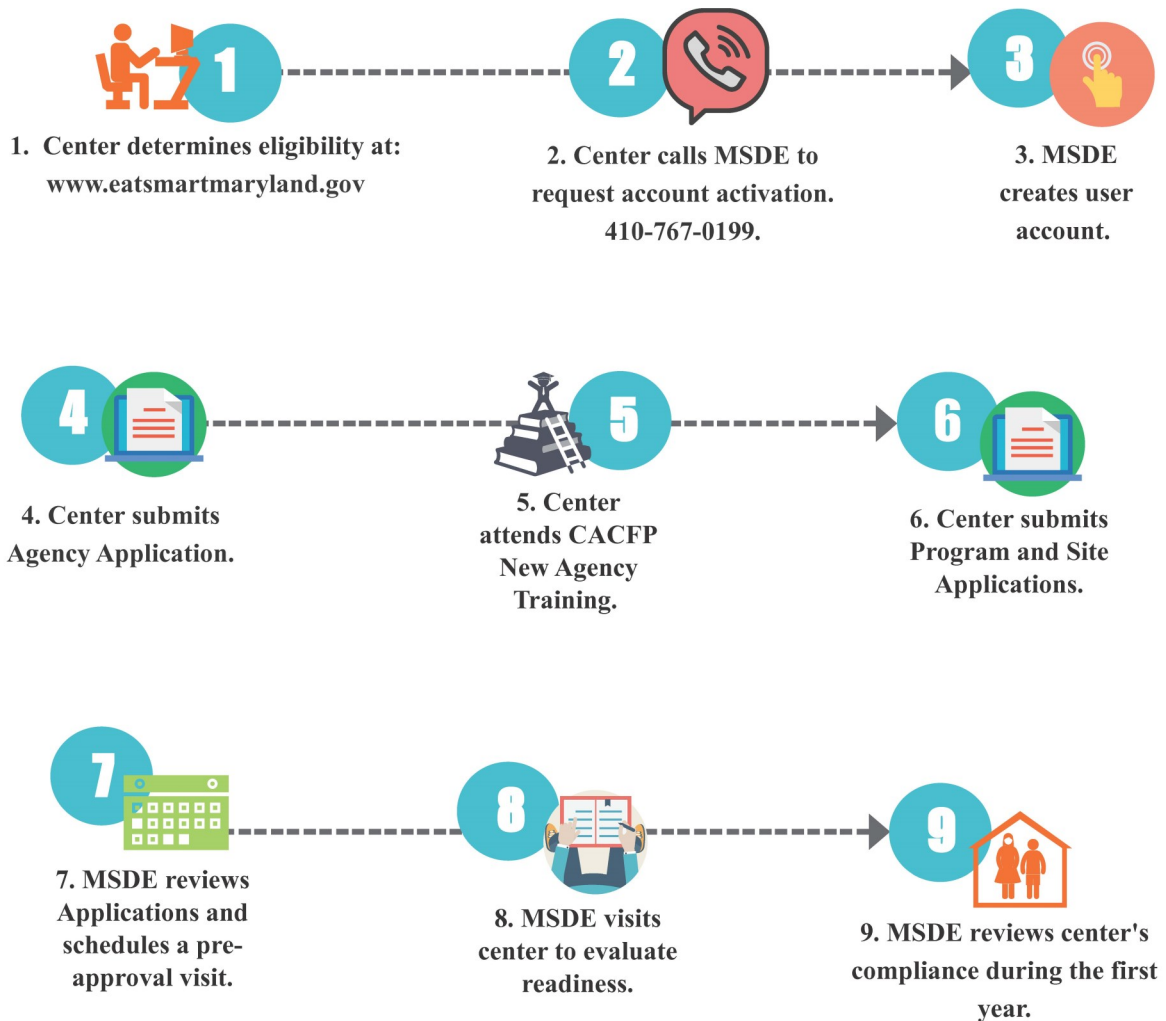 1
2
3
1. Center determines eligibility at:
www.eatsmartmaryland.gov
2. Center calls MSDE to
request account activation.
410-767-0199.
3. MSDE
creates user
account.
4
5
6
4. Center submits
Agency Application.
5. Center
attends CACFP
New Agency
Training.
6. Center submits
Program and Site
Applications.
7
8
9
7. MSDE reviews
Applications and
schedules a pre-
approval visit.
8. MSDE visits
center to evaluate
readiness.
9. MSDE reviews center's
compliance during the first
year.